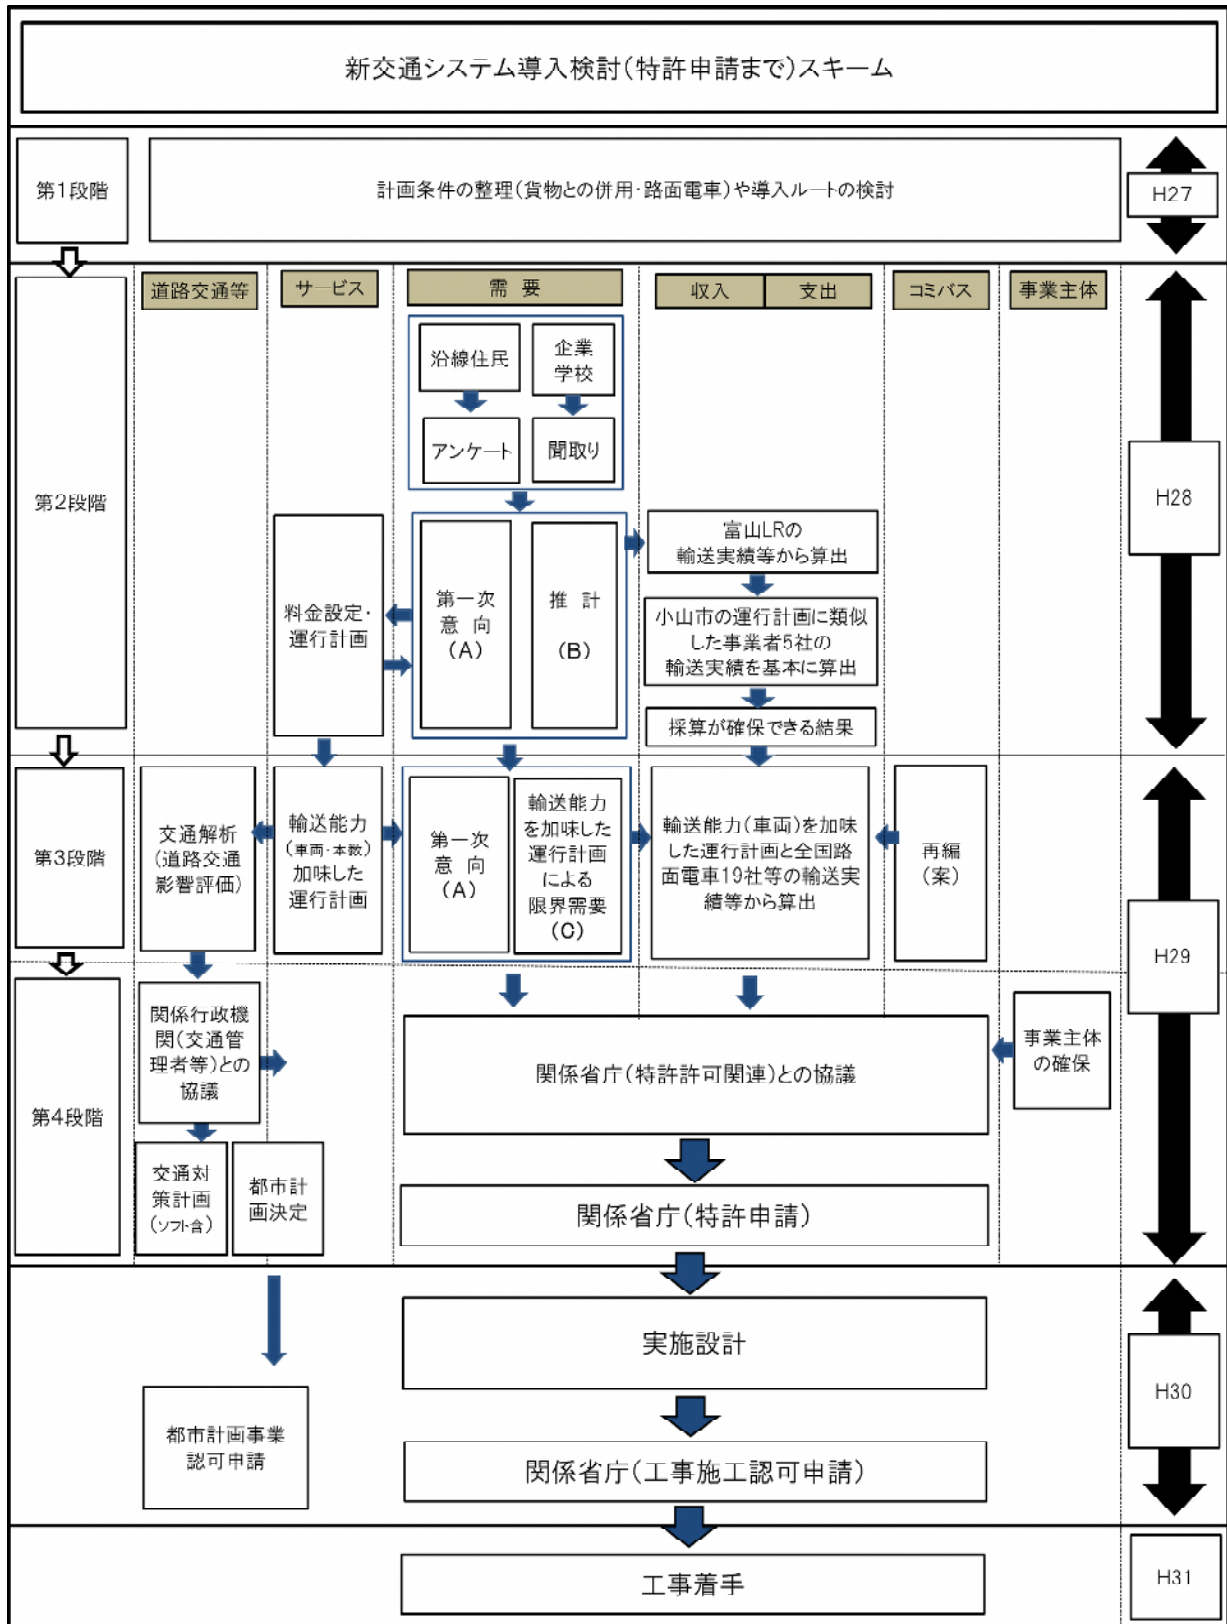 新交通システム導入検討(特許申請まで)スキーム
第1段階
計画条件の整理(貨物との併用・路面電車)や導入ルートの検討
H27
道路交通等
サービス
需 要
収入
支出
コミバス
事業主体
第2段階
沿線住民
企業
学校
アンケート
聞取り
H28
料金設定・
運行計画
第一次
意 向
(A)
推 計
(B)
富山LRの
輸送実績等から算出
小山市の運行計画に類似
した事業者5社の
輸送実績を基本に算出
採算が確保できる結果
第3段階
交通解析
(道路交通
影響評価)
輸送能力
(車両・本数)
加味した
運行計画
第一次
意 向
(A)
輸送能力
を加味した
運行計画
による
限界需要
(C)
輸送能力(車両)を加味
した運行計画と全国路
面電車19社等の輸送実
績等から算出
再編
(案)
H29
第4段階
関係行政機
関(交通管
理者等)との
協議
関係省庁(特許許可関連)との協議
事業主体
の確保
交通対
策計画
(ソフト含)
都市計
画決定
関係省庁(特許申請)
実施設計
H30
都市計画事業
認可申請
関係省庁(工事施工認可申請)
工事着手
H31